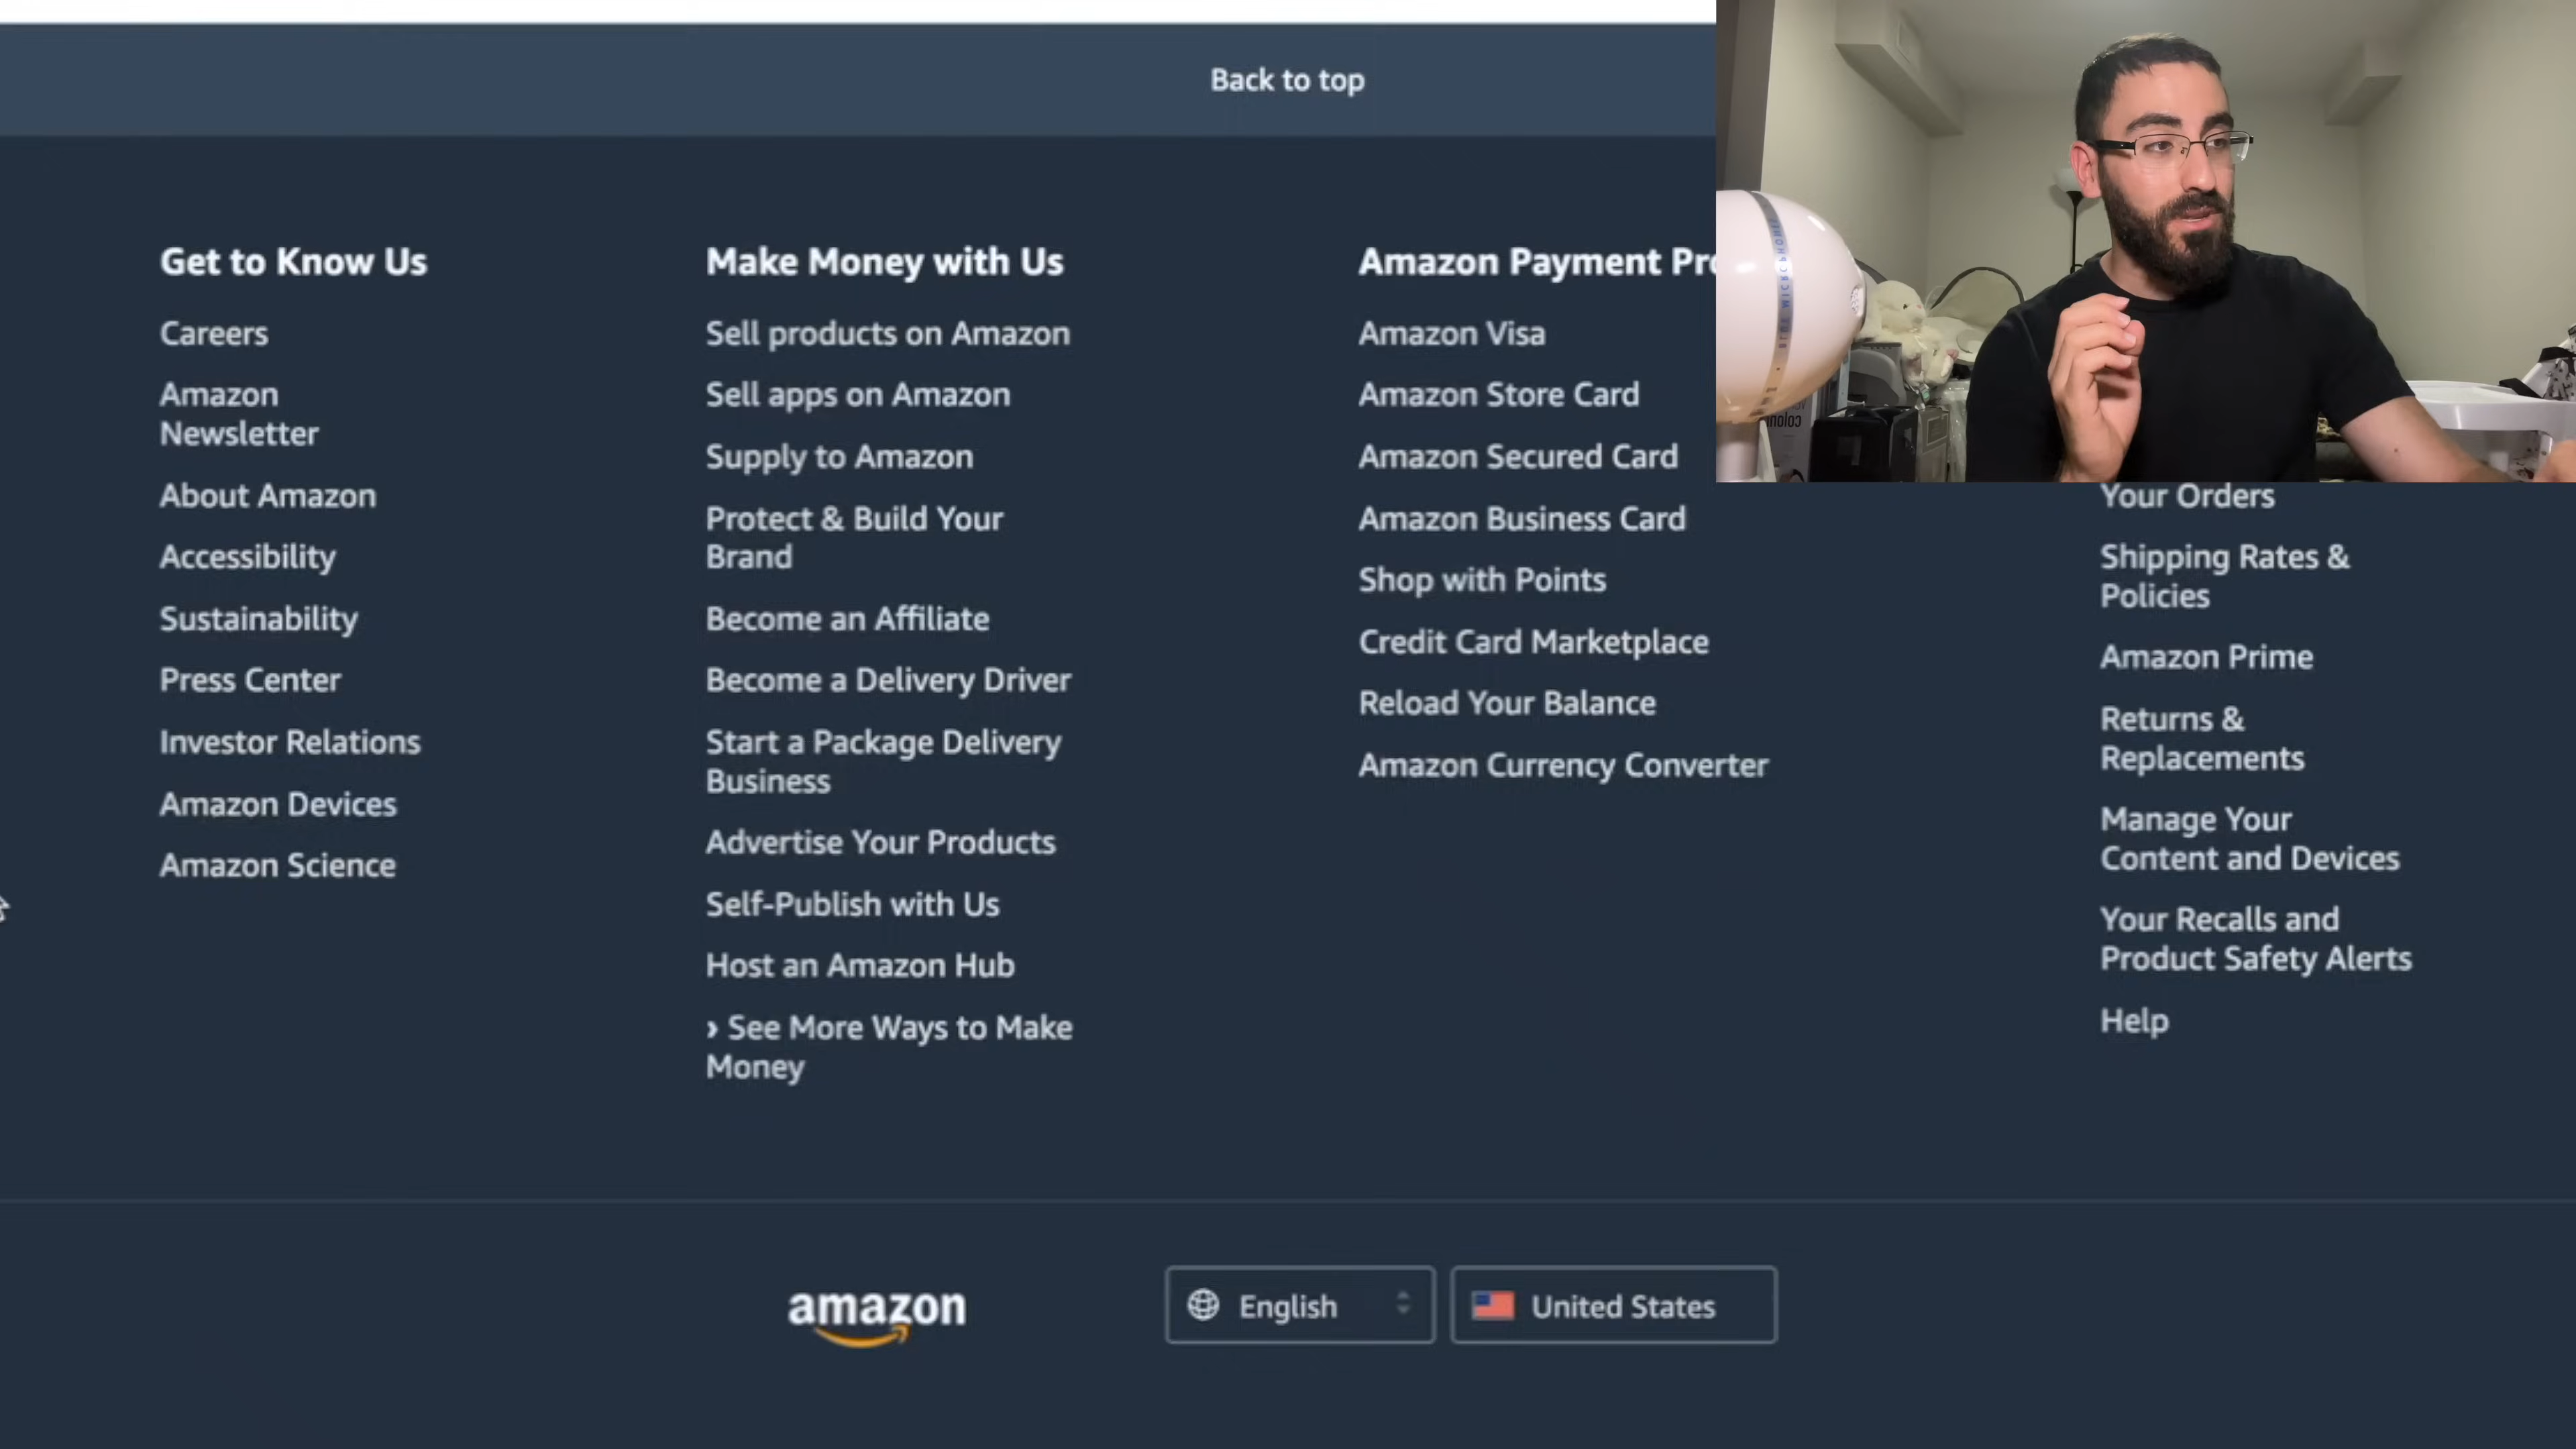 Back to top
Get to Know Us
Careers
Amazon
Newsletter
About Amazon
Accessibility
Sustainability
Press Center
Investor Relations
Amazon Devices
Amazon Science
Make Money with Us
Sell products on Amazon
Sell apps on Amazon
Supply to Amazon
Protect & Build Your
Brand
Become an Affiliate
Become a Delivery Driver
Start a Package Delivery
Business
Advertise Your Products
Self-Publish with Us
Host an Amazon Hub
› See More Ways to Make
Money
Amazon Payment
Amazon Visa
Amazon Store Card
Amazon Secured Card
Amazon Business Card
Shop with Points
Credit Card Marketplace
Reload Your Balance
Amazon Currency Converter
Your Orders
Shipping Rates &
Policies
Amazon Prime
Returns &
Replacements
Manage Your
Content and Devices
Your Recalls and
Product Safety Alerts
Help
amazon
English
United States